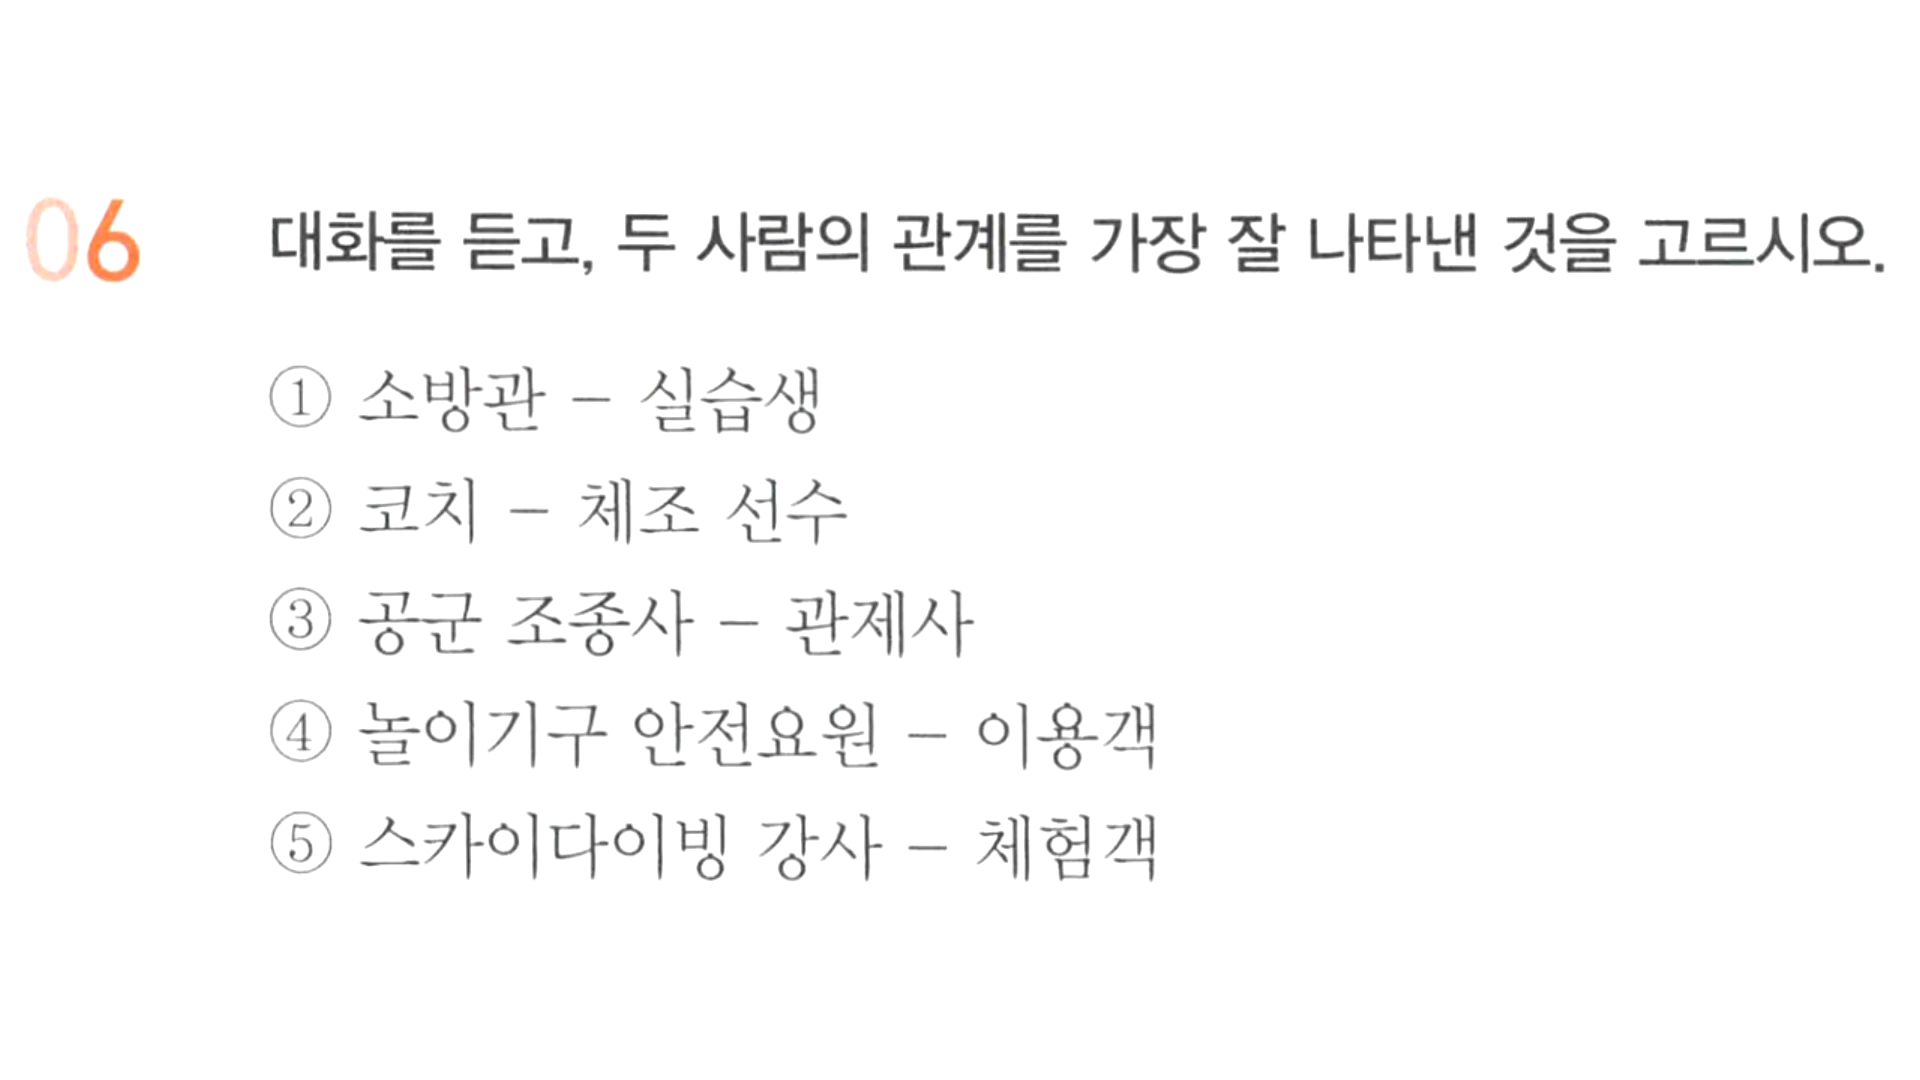 06 대화를 듣고, 두 사람의 관계를 가장 잘 나타낸 것을 고르시오.
① 소방관 - 실습생
② 코치 - 체조 선수
③ 공군 조종사 - 관제사
④ 놀이기구 안전요원 - 이용객
⑤ 스카이다이빙 강사 - 체험객